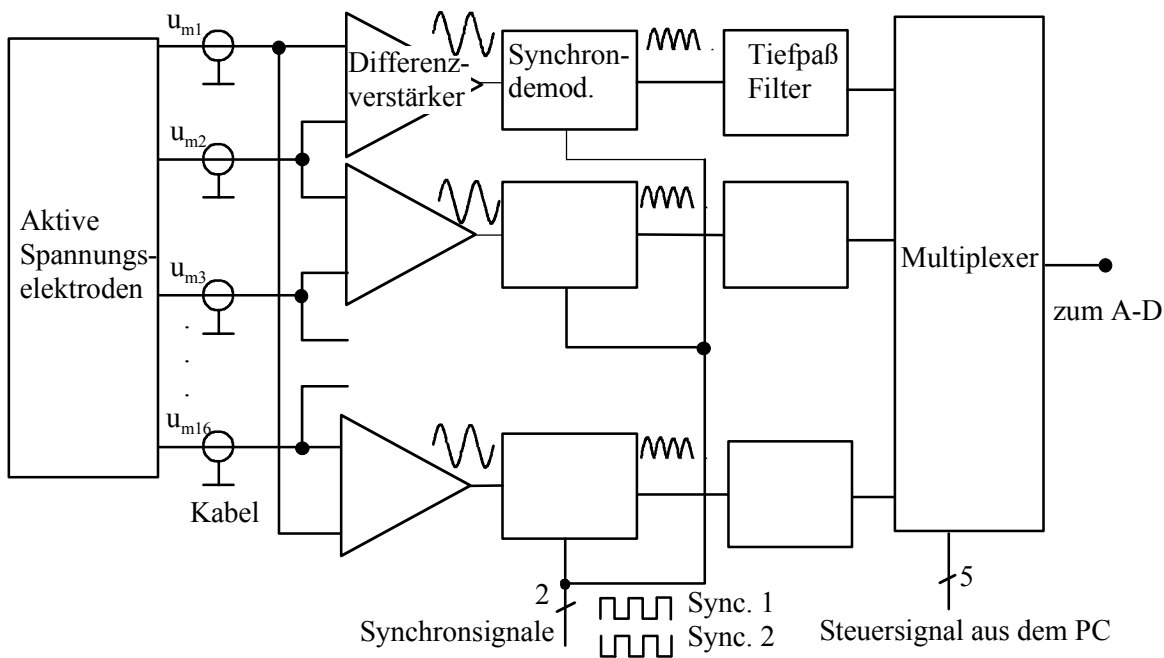 u_m1
Differenz-
verstärker
Synchron-
demod.
Tiefpaß
Filter
u_m2
Aktive
Spannungs-
elektroden
u_m3
Multiplexer
zum A-D
u_m16
Kabel
2
Sync. 1
Sync. 2
Synchronsignale
5
Steuersignal aus dem PC